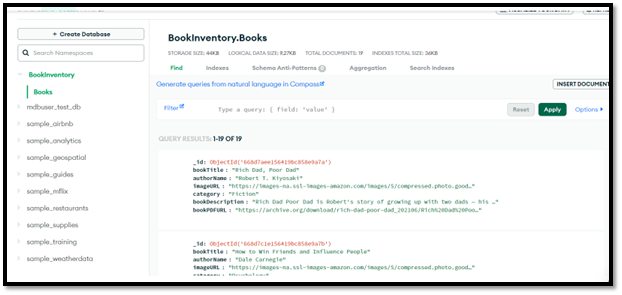 + Create Database
Search Namespaces
BookInventory
Books
mdbuser_test_db
sample_airbnb
sample_analytics
sample_geospatial
sample_guides
sample_mflix
sample_restaurants
sample_supplies
sample_training
sample_weatherdata
BookInventory.Books
STORAGE SIZE: 44KB LOGICAL DATA SIZE: 9.27KB TOTAL DOCUMENTS: 19 INDEXES TOTAL SIZE: 36KB
Find Indexes Schema Anti-Patterns Aggregation Search Indexes
Generate queries from natural language in Compass
INSERT DOCUMENT
Filter Type a query: { field: 'value' } Reset Apply Options
QUERY RESULTS: 1-19 OF 19
_id: ObjectId('668d7aee156419bc858e9a7a')
bookTitle: "Rich Dad, Poor Dad"
authorName: "Robert T. Kiyosaki"
imageURL: "https://images-na.ssl-images-amazon.com/images/S/compressed.photo.good…"
category: "Fiction"
bookDescription: "Rich Dad Poor Dad is Robert's story of growing up with two dads — his …"
bookPDFURL: "https://archive.org/download/rich-dad-poor-dad_202106/Rich%20Dad%20Poo…"
_id: ObjectId('668d7c1e156419bc858e9a7b')
bookTitle: "How to Win Friends and Influence People"
authorName: "Dale Carnegie"
imageURL: "https://images-na.ssl-images-amazon.com/images/S/compressed.photo.good…"